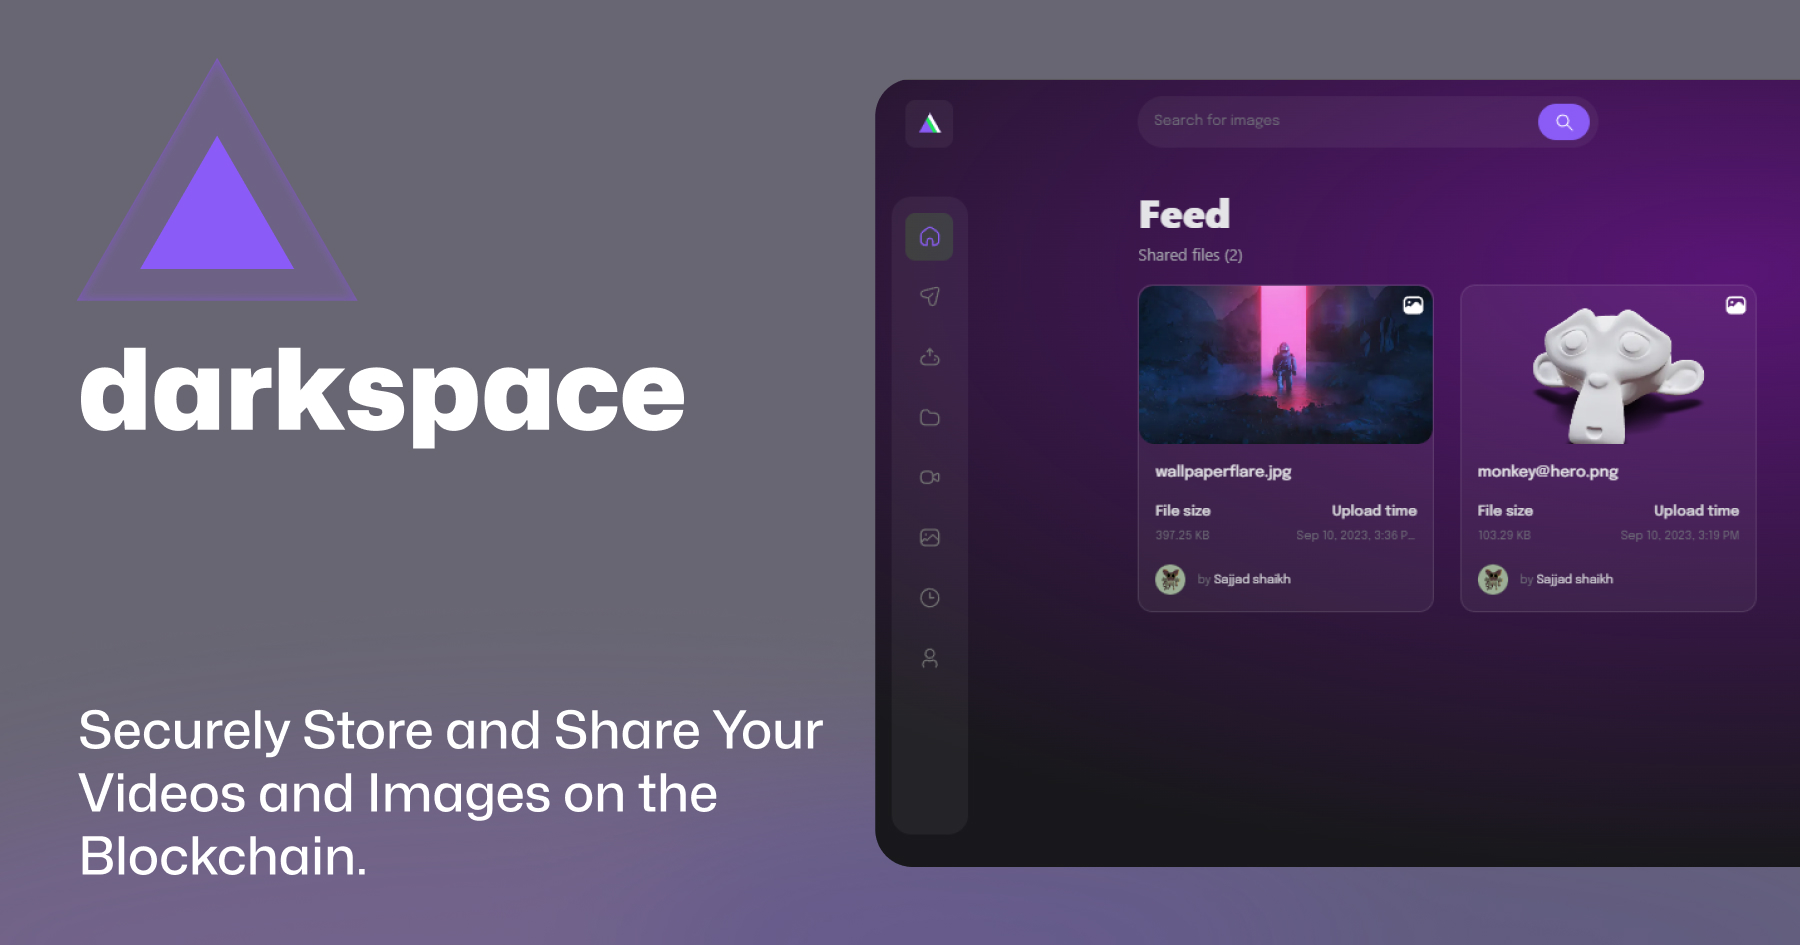 darkspace
Securely Store and Share Your
Videos and Images on the
Blockchain.
Search for images
Feed
Shared files (2)
wallpaperflare.jpg
File size Upload time
397.25 KB Sep 10, 2023, 3:36 P...
by Sajjad shaikh
monkey@hero.png
File size Upload time
103.29 KB Sep 10, 2023, 3:19 PM
by Sajjad shaikh